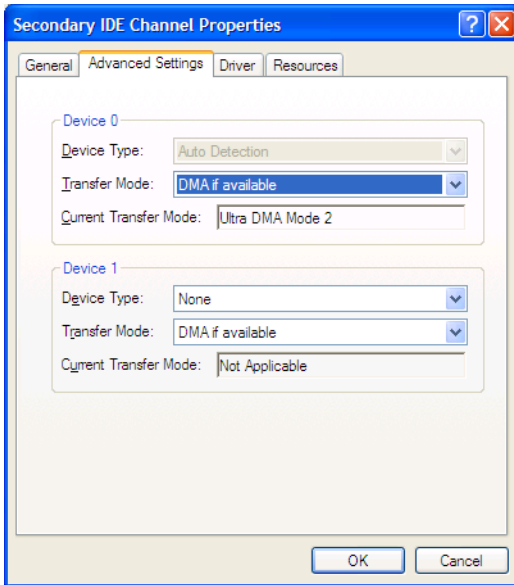 Secondary IDE Channel Properties
General Advanced Settings Driver Resources
Device 0
Device Type: Auto Detection
Transfer Mode: DMA if available
Current Transfer Mode: Ultra DMA Mode 2
Device 1
Device Type: None
Transfer Mode: DMA if available
Current Transfer Mode: Not Applicable
OK Cancel